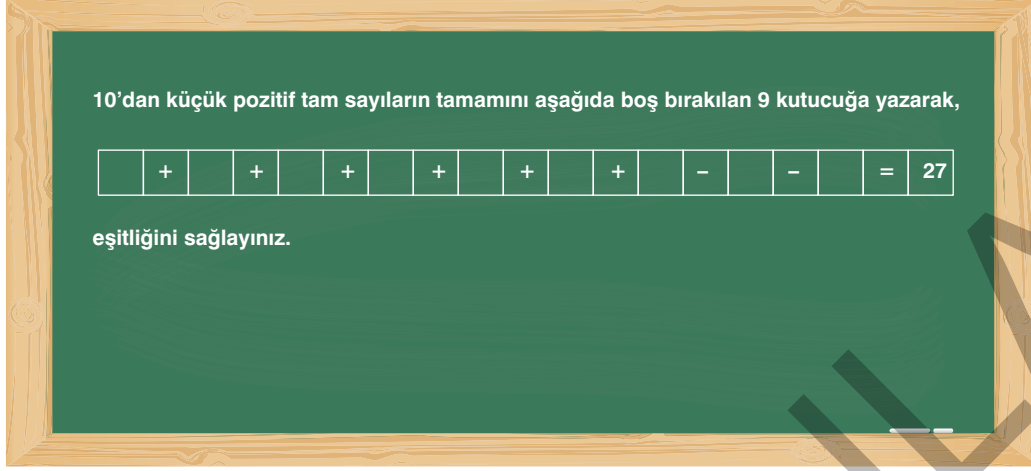 10’dan küçük pozitif tam sayıların tamamını aşağıda boş bırakılan 9 kutucuğa yazarak,
+ + + + + + − − = 27
eşitliğini sağlayınız.